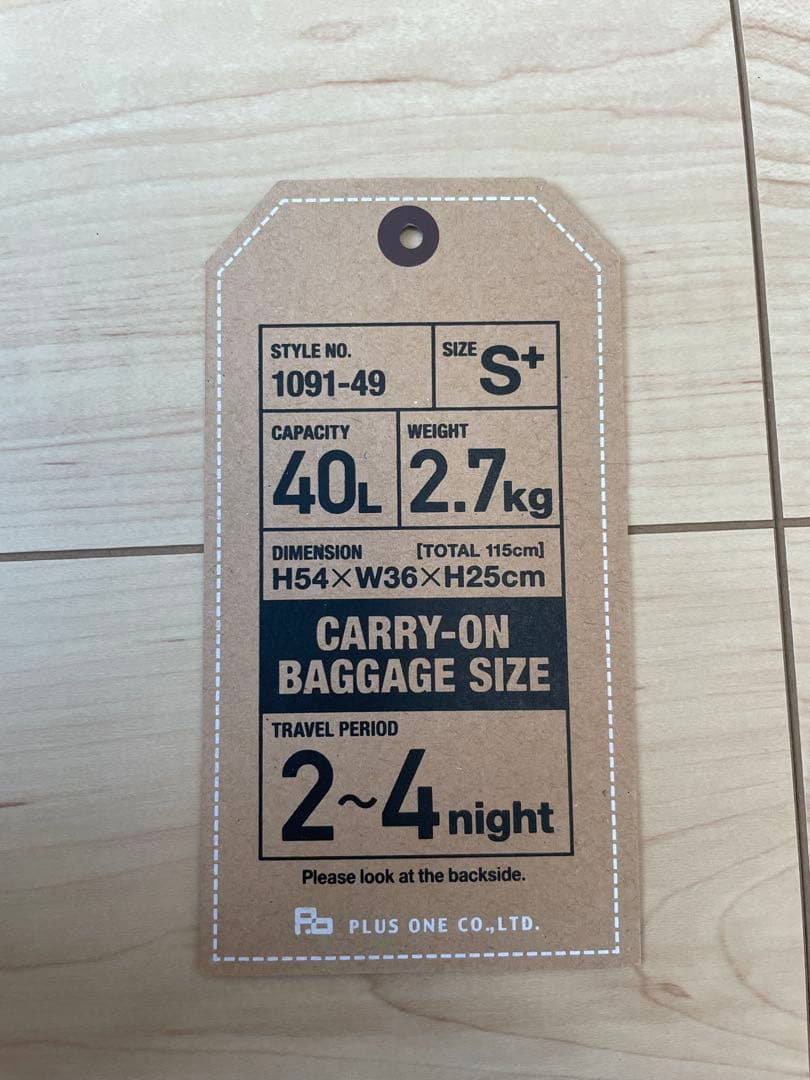 STYLE NO.
1091-49
SIZE S+
CAPACITY
40L
WEIGHT
2.7kg
DIMENSION [TOTAL 115cm]
H54×W36×H25cm
CARRY-ON
BAGGAGE SIZE
TRAVEL PERIOD
2~4 night
Please look at the backside.
P.o PLUS ONE CO.,LTD.